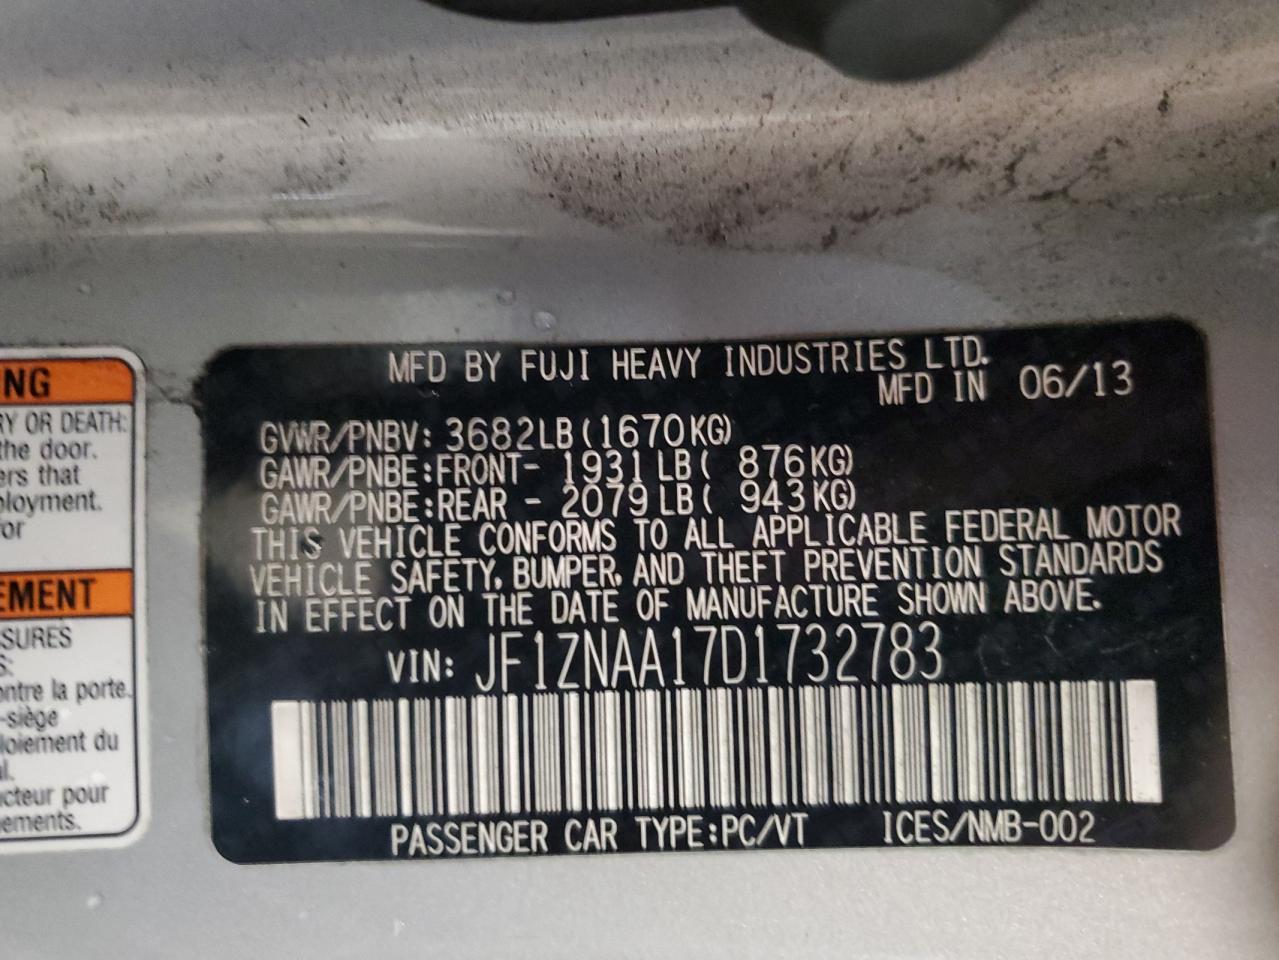 MFD BY FUJI HEAVY INDUSTRIES LTD.
MFD IN 06/13
GVWR/PNBV: 3682LB(1670KG)
GAWR/PNBE:FRONT- 1931LB( 876KG)
GAWR/PNBE:REAR - 2079LB( 943KG)
THIS VEHICLE CONFORMS TO ALL APPLICABLE FEDERAL MOTOR
VEHICLE SAFETY, BUMPER, AND THEFT PREVENTION STANDARDS
IN EFFECT ON THE DATE OF MANUFACTURE SHOWN ABOVE.
VIN: JF1ZNAA17D1732783
PASSENGER CAR TYPE:PC/VT ICES/NMB-002
NG
RY OR DEATH:
the door.
ers that
ployment.
for
EMENT
SSURES
S:
ontre la porte.
-siège
loiement du
al.
cteur pour
ements.